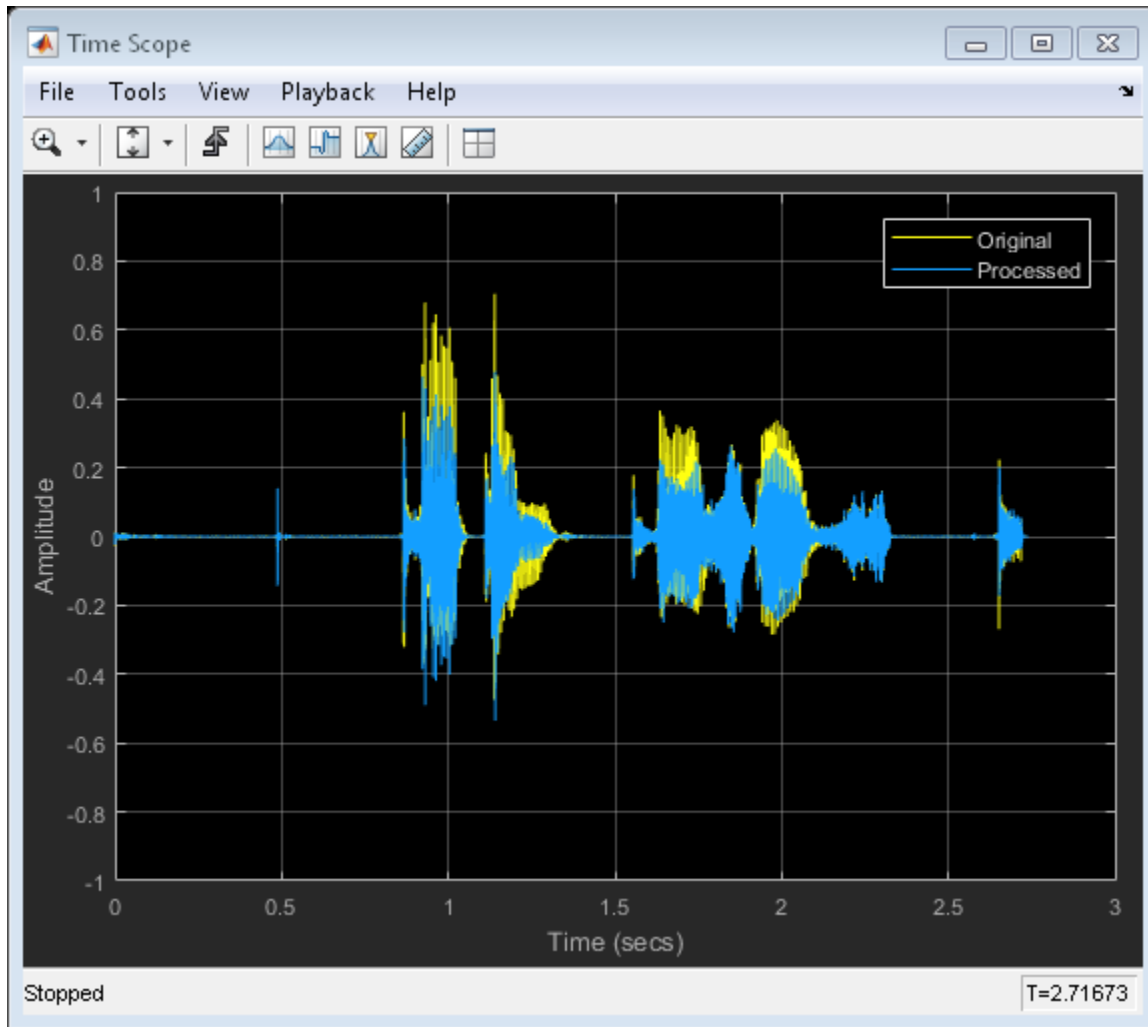 Time Scope
File Tools View Playback Help
Original
Processed
1
0.8
0.6
0.4
0.2
0
-0.2
-0.4
-0.6
-0.8
-1
Amplitude
0 0.5 1 1.5 2 2.5 3
Time (secs)
Stopped T=2.71673